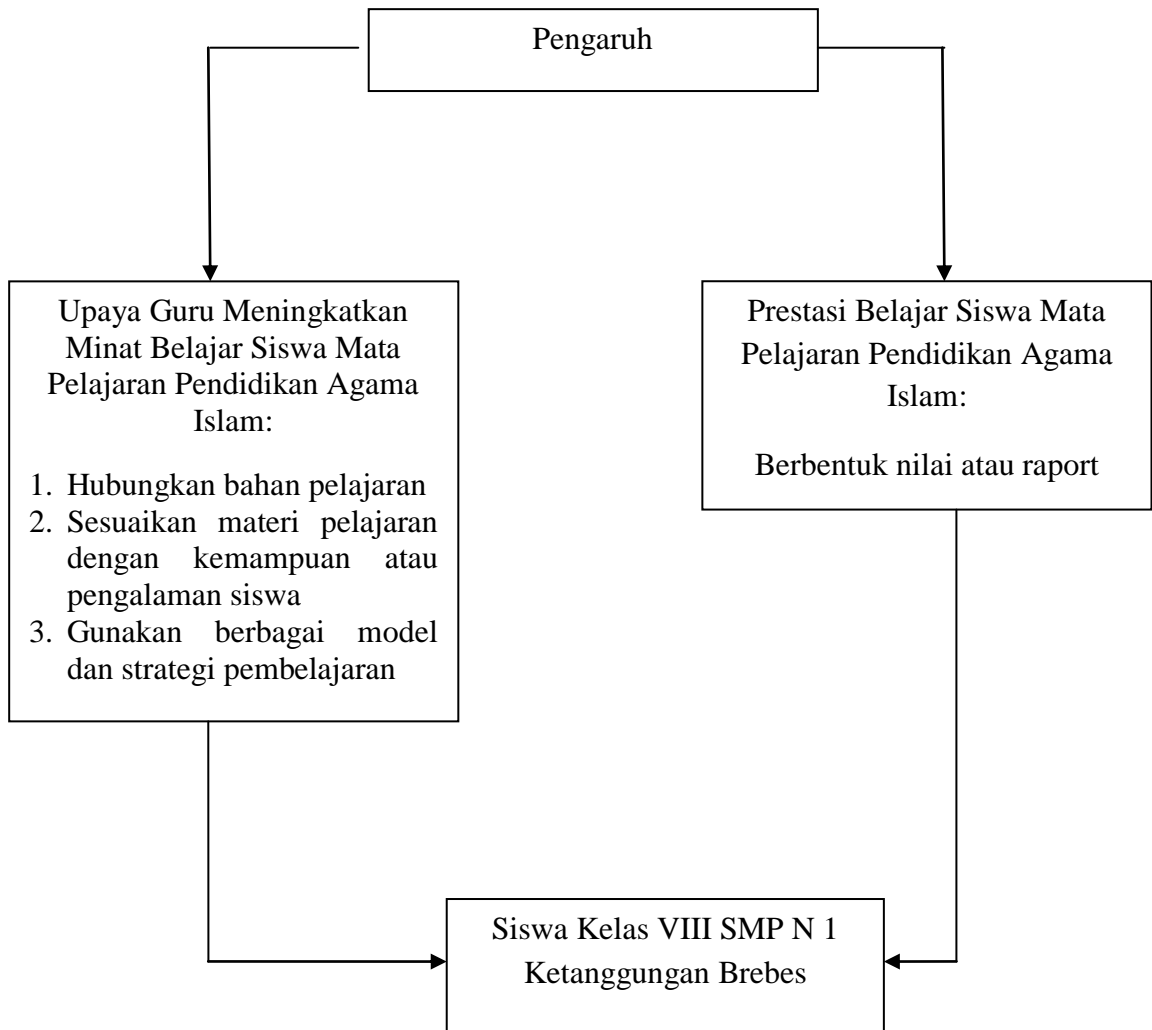 Pengaruh
Upaya Guru Meningkatkan
Minat Belajar Siswa Mata
Pelajaran Pendidikan Agama
Islam:
1. Hubungkan bahan pelajaran
2. Sesuaikan materi pelajaran
dengan kemampuan atau
pengalaman siswa
3. Gunakan berbagai model
dan strategi pembelajaran
Prestasi Belajar Siswa Mata
Pelajaran Pendidikan Agama
Islam:
Berbentuk nilai atau raport
Siswa Kelas VIII SMP N 1
Ketanggungan Brebes